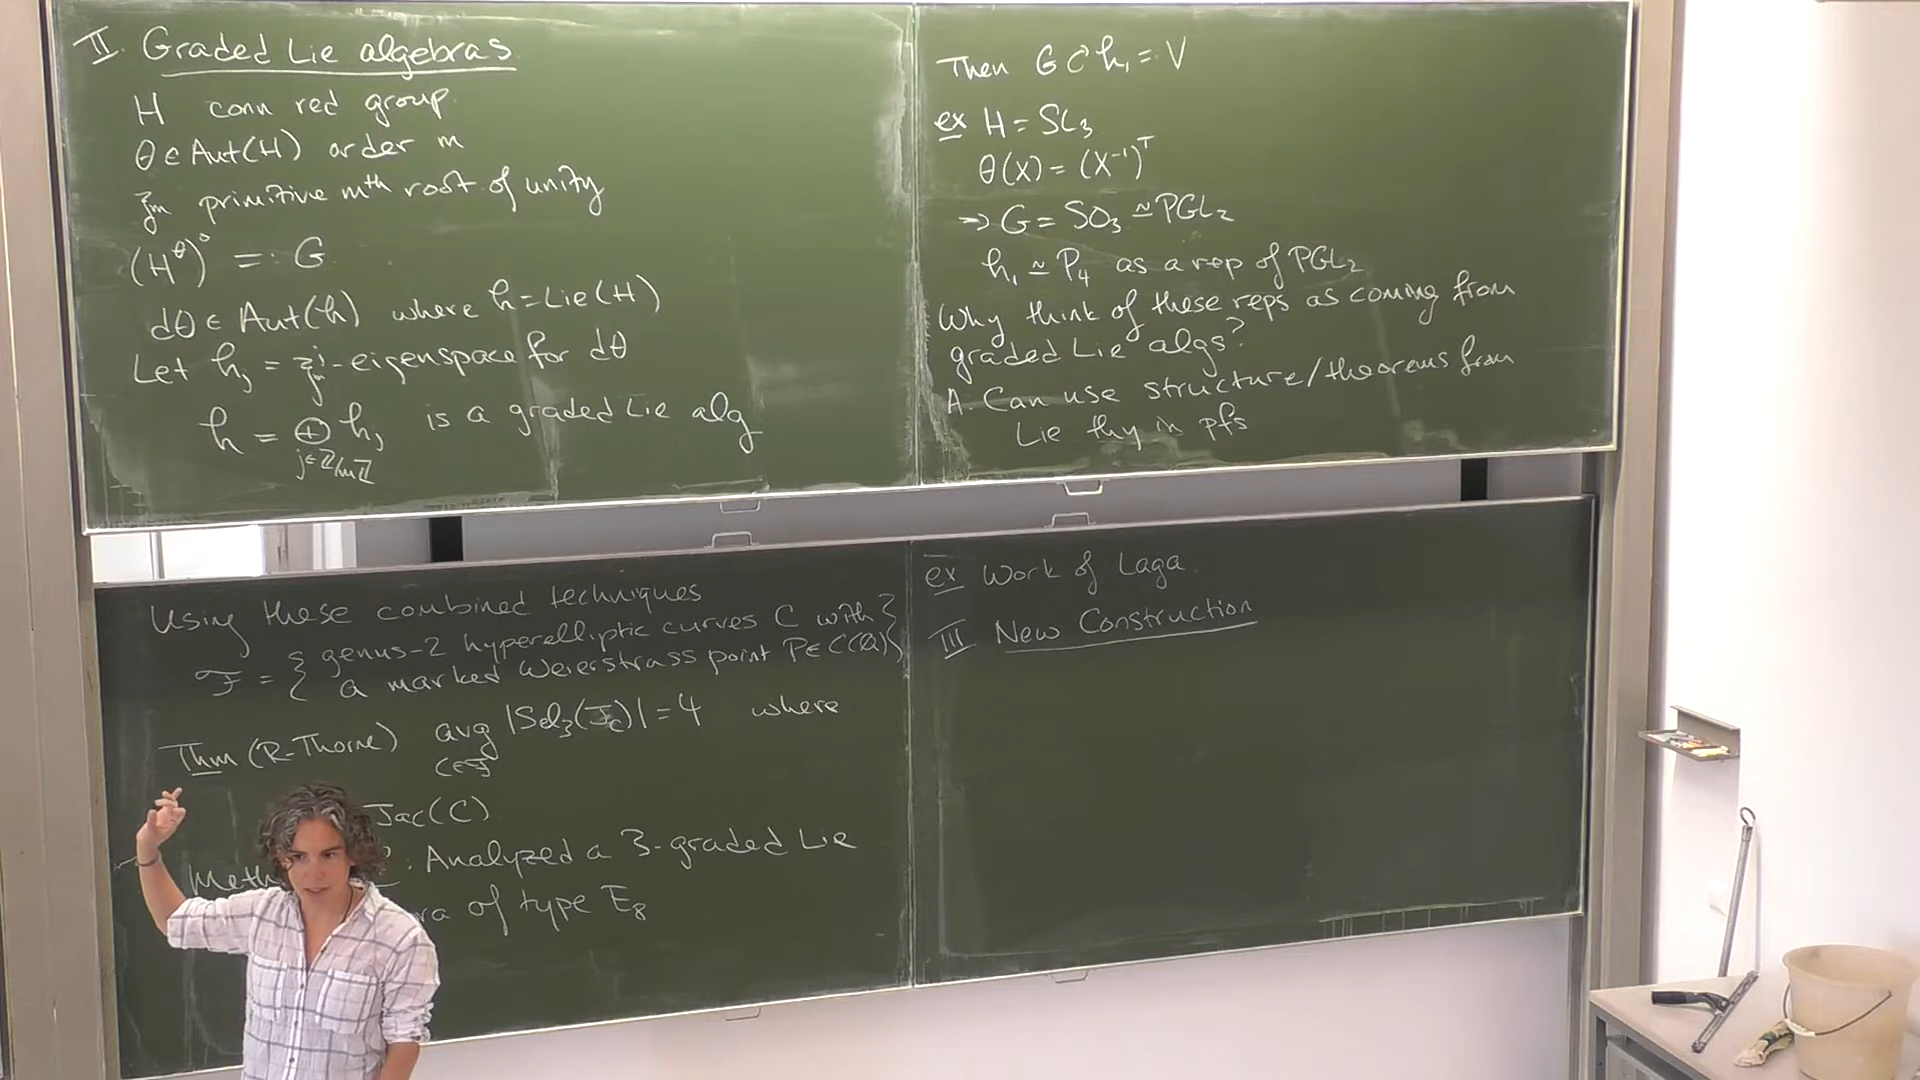 II. Graded Lie algebras
H conn red group
θ ∈ Aut(H) order m
ζₘ primitive mᵗʰ root of unity
(H^θ)° =: G
dθ ∈ Aut(h) where h = Lie(H)
Let hⱼ = ζₘʲ-eigenspace for dθ
h = ⊕ hⱼ is a graded Lie alg
j∈ℤ/mℤ
Then G ↻ h₁ = V
ex H = SL₃
θ(X) = (X⁻¹)ᵀ
⇒ G = SO₃ ≃ PGL₂
h₁ ≃ P₄ as a rep of PGL₂
Why think of these reps as coming from
graded Lie algs?
A. Can use structure/theorems from
Lie thy in pfs
Using these combined techniques
F = { genus-2 hyperelliptic curves C with
a marked Weierstrass point P∈C(ℚ) }
Thm (R-Thorne) avg |Sel₃(J_C)| = 4 where
C∈F
Jac(C)
Meth : Analyzed a 3-graded Lie
ra of type E₈
ex Work of Laga
III New Construction